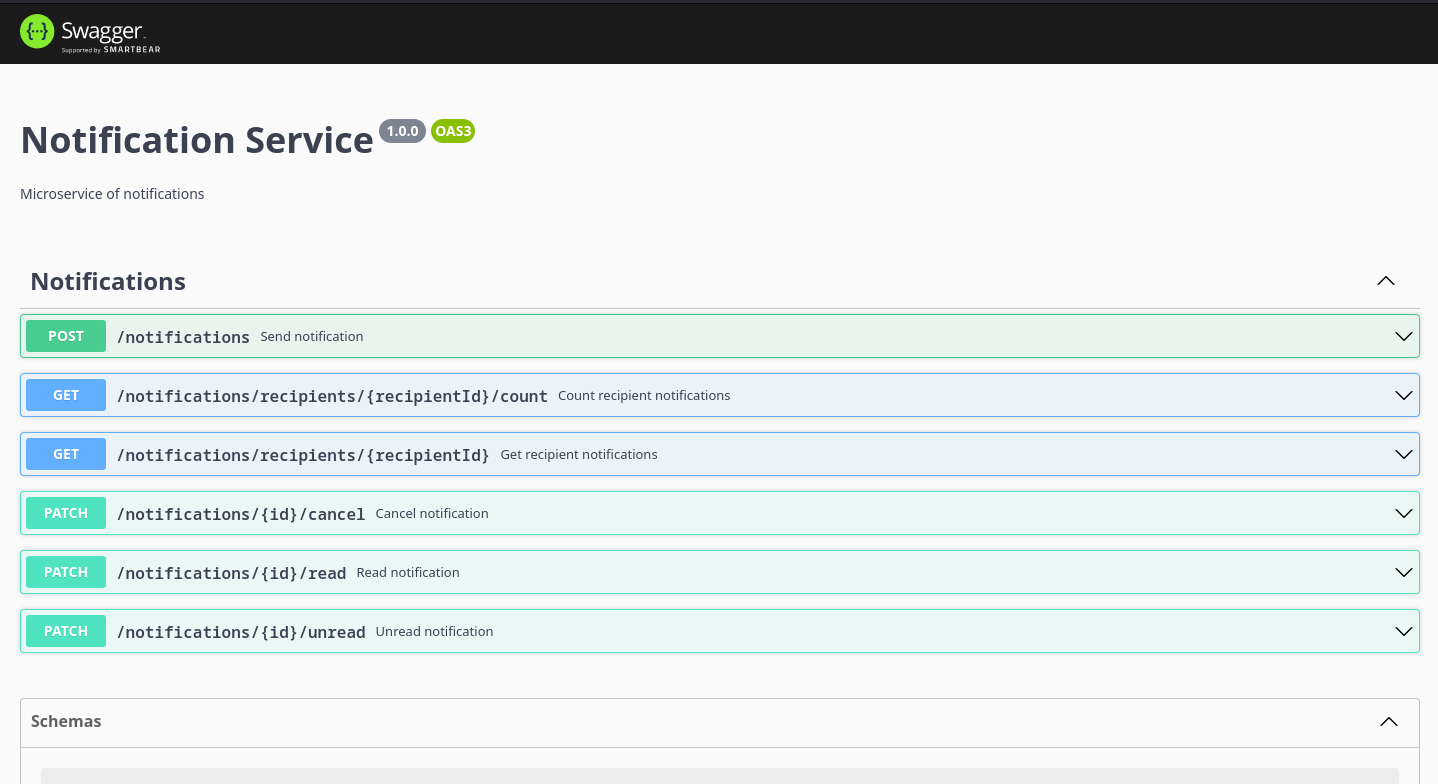 {···} Swagger
Supported by SMARTBEAR
Notification Service 1.0.0 OAS3
Microservice of notifications
Notifications
POST /notifications Send notification
GET /notifications/recipients/{recipientId}/count Count recipient notifications
GET /notifications/recipients/{recipientId} Get recipient notifications
PATCH /notifications/{id}/cancel Cancel notification
PATCH /notifications/{id}/read Read notification
PATCH /notifications/{id}/unread Unread notification
Schemas